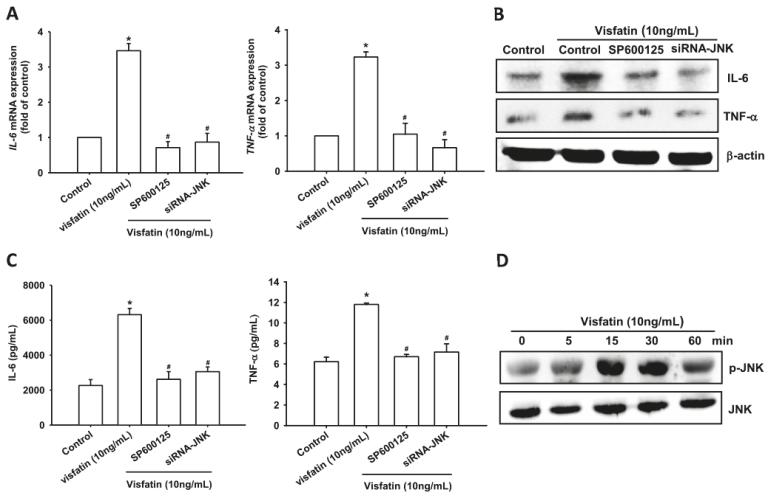 A
IL-6 mRNA expression
(fold of control)
4
3
2
1
0
*
#
#
Control
visfatin (10ng/mL)
SP600125
siRNA-JNK
Visfatin (10ng/mL)
TNF-α mRNA expression
(fold of control)
4
3
2
1
0
*
#
#
Control
visfatin (10ng/mL)
SP600125
siRNA-JNK
Visfatin (10ng/mL)
B
Visfatin (10ng/mL)
Control
Control
SP600125
siRNA-JNK
IL-6
TNF-α
β-actin
C
IL-6
(pg/mL)
8000
6000
4000
2000
0
*
#
#
Control
visfatin (10ng/mL)
SP600125
siRNA-JNK
Visfatin (10ng/mL)
TNF-α (pg/mL)
14
12
10
8
6
4
2
0
*
#
#
Control
visfatin (10ng/mL)
SP600125
siRNA-JNK
Visfatin (10ng/mL)
D
Visfatin (10ng/mL)
0 5 15 30 60 min
p-JNK
JNK